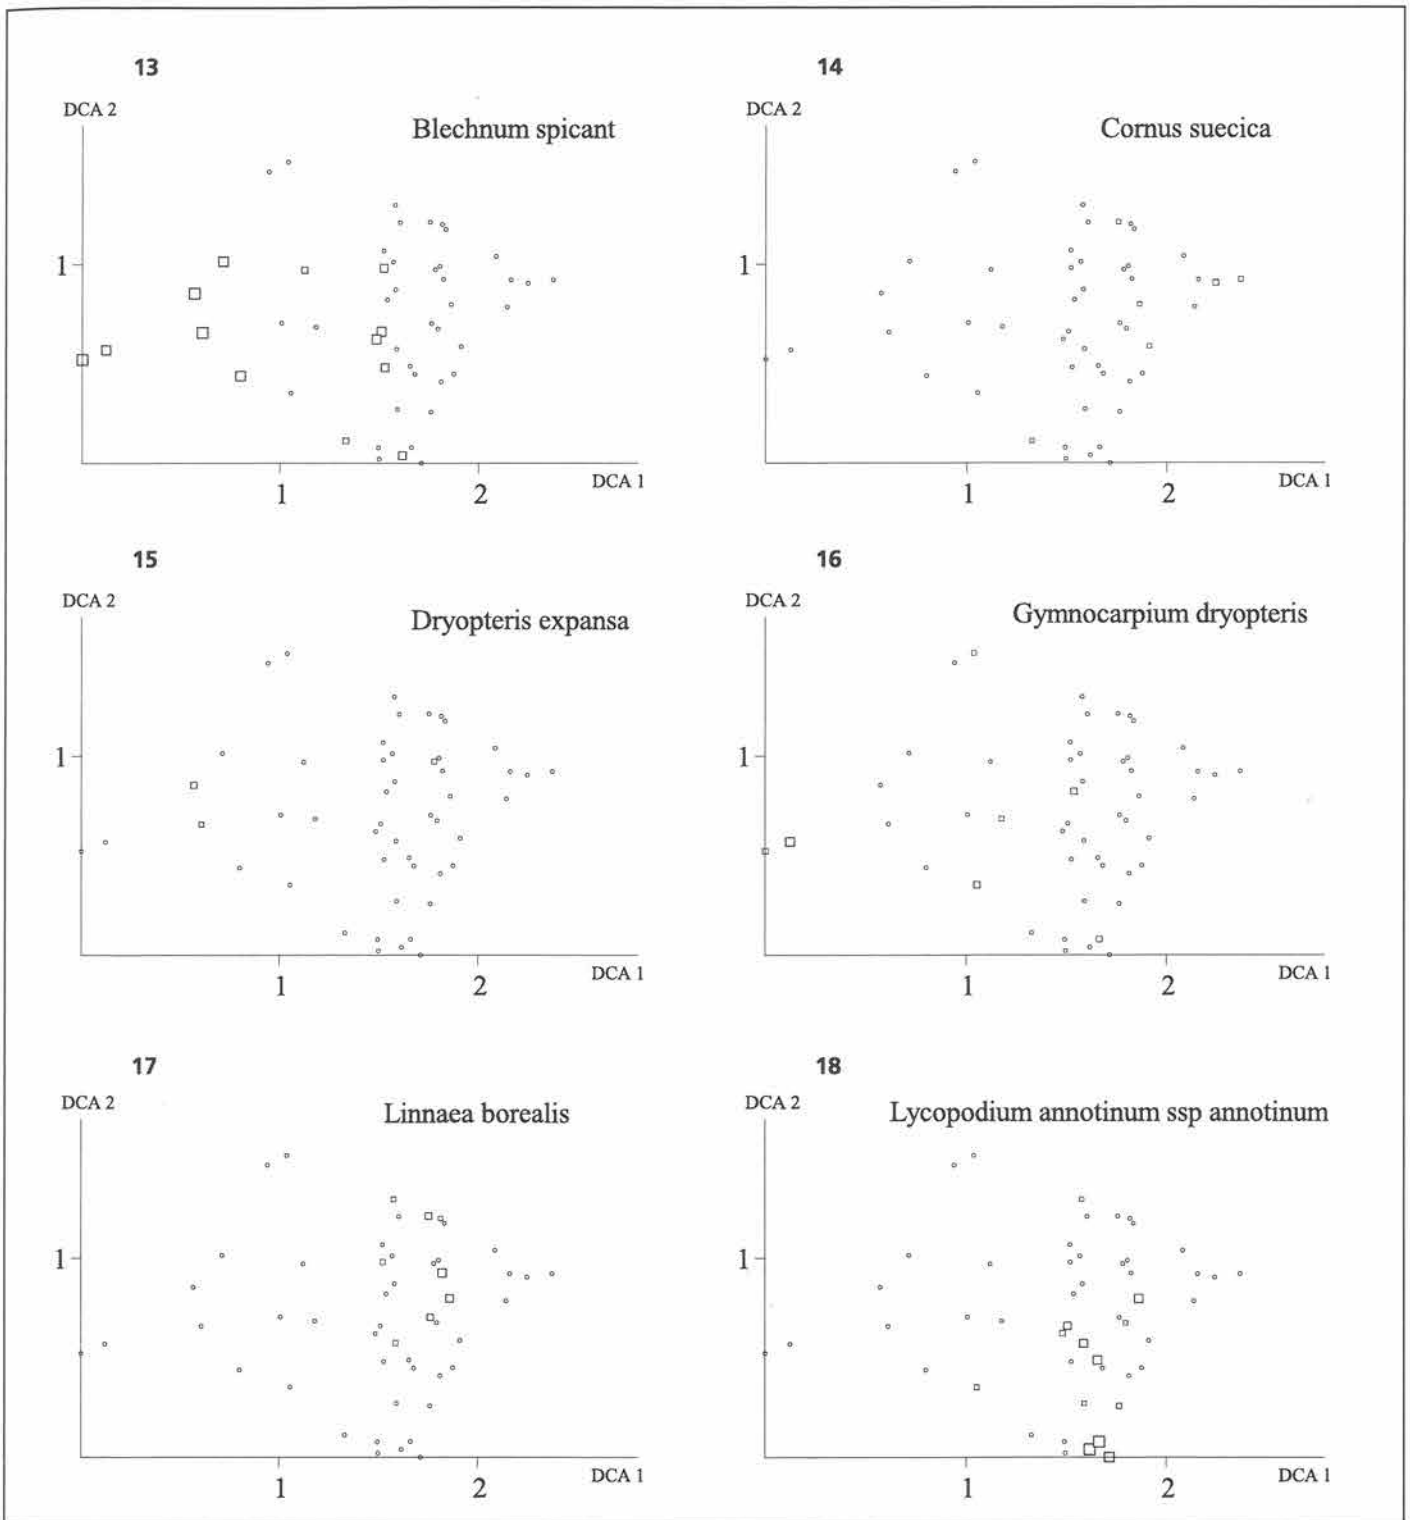 13
DCA 2
Blechnum spicant
1
1
2
DCA 1
14
DCA 2
Cornus suecica
1
1
2
DCA 1
15
DCA 2
Dryopteris expansa
1
1
2
DCA 1
16
DCA 2
Gymnocarpium dryopteris
1
1
2
DCA 1
17
DCA 2
Linnaea borealis
1
1
2
DCA 1
18
DCA 2
Lycopodium annotinum ssp annotinum
1
1
2
DCA 1